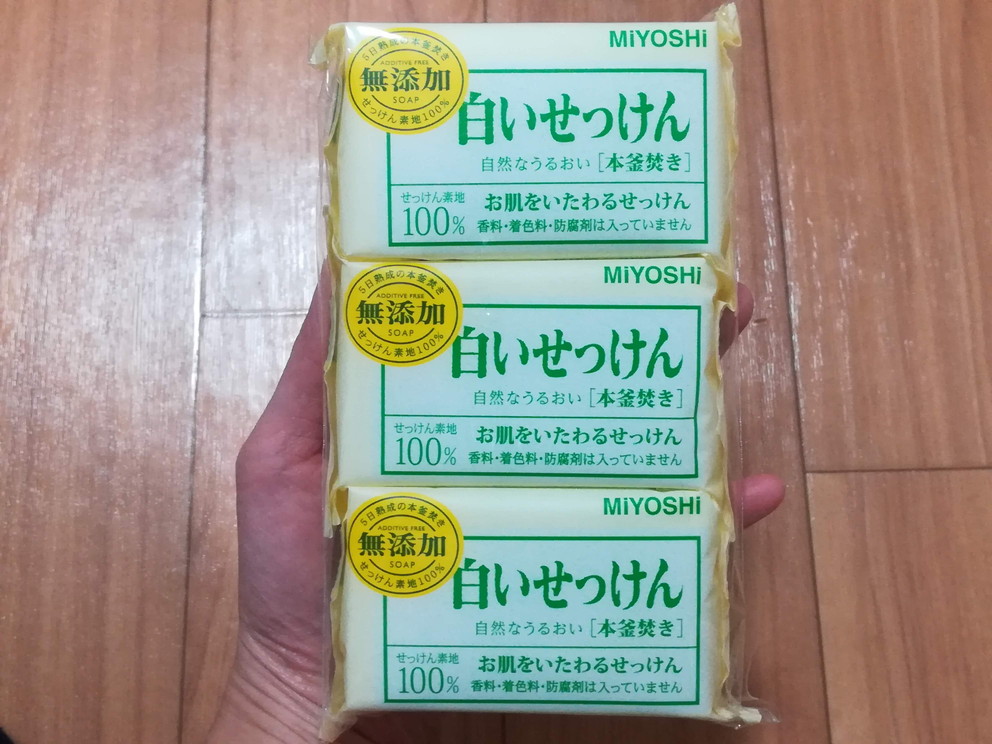 MiYOSHi
5日熟成の本釜焚き
ADDITIVE FREE
無添加
SOAP
せっけん素地100%
白いせっけん
自然なうるおい [本釜焚き]
せっけん素地
100%
お肌をいたわるせっけん
香料・着色料・防腐剤は入っていません
MiYOSHi
5日熟成の本釜焚き
ADDITIVE FREE
無添加
SOAP
せっけん素地100%
白いせっけん
自然なうるおい [本釜焚き]
せっけん素地
100%
お肌をいたわるせっけん
香料・着色料・防腐剤は入っていません
MiYOSHi
5日熟成の本釜焚き
ADDITIVE FREE
無添加
SOAP
せっけん素地100%
白いせっけん
自然なうるおい [本釜焚き]
せっけん素地
100%
お肌をいたわるせっけん
香料・着色料・防腐剤は入っていません